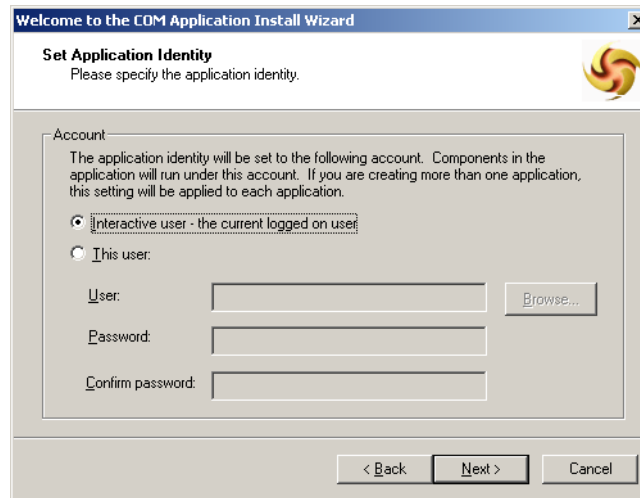 Welcome to the COM Application Install Wizard
Set Application Identity
Please specify the application identity.
Account
The application identity will be set to the following account. Components in the
application will run under this account. If you are creating more than one application,
this setting will be applied to each application.
Interactive user - the current logged on user
This user:
User:
Browse...
Password:
Confirm password:
< Back
Next >
Cancel